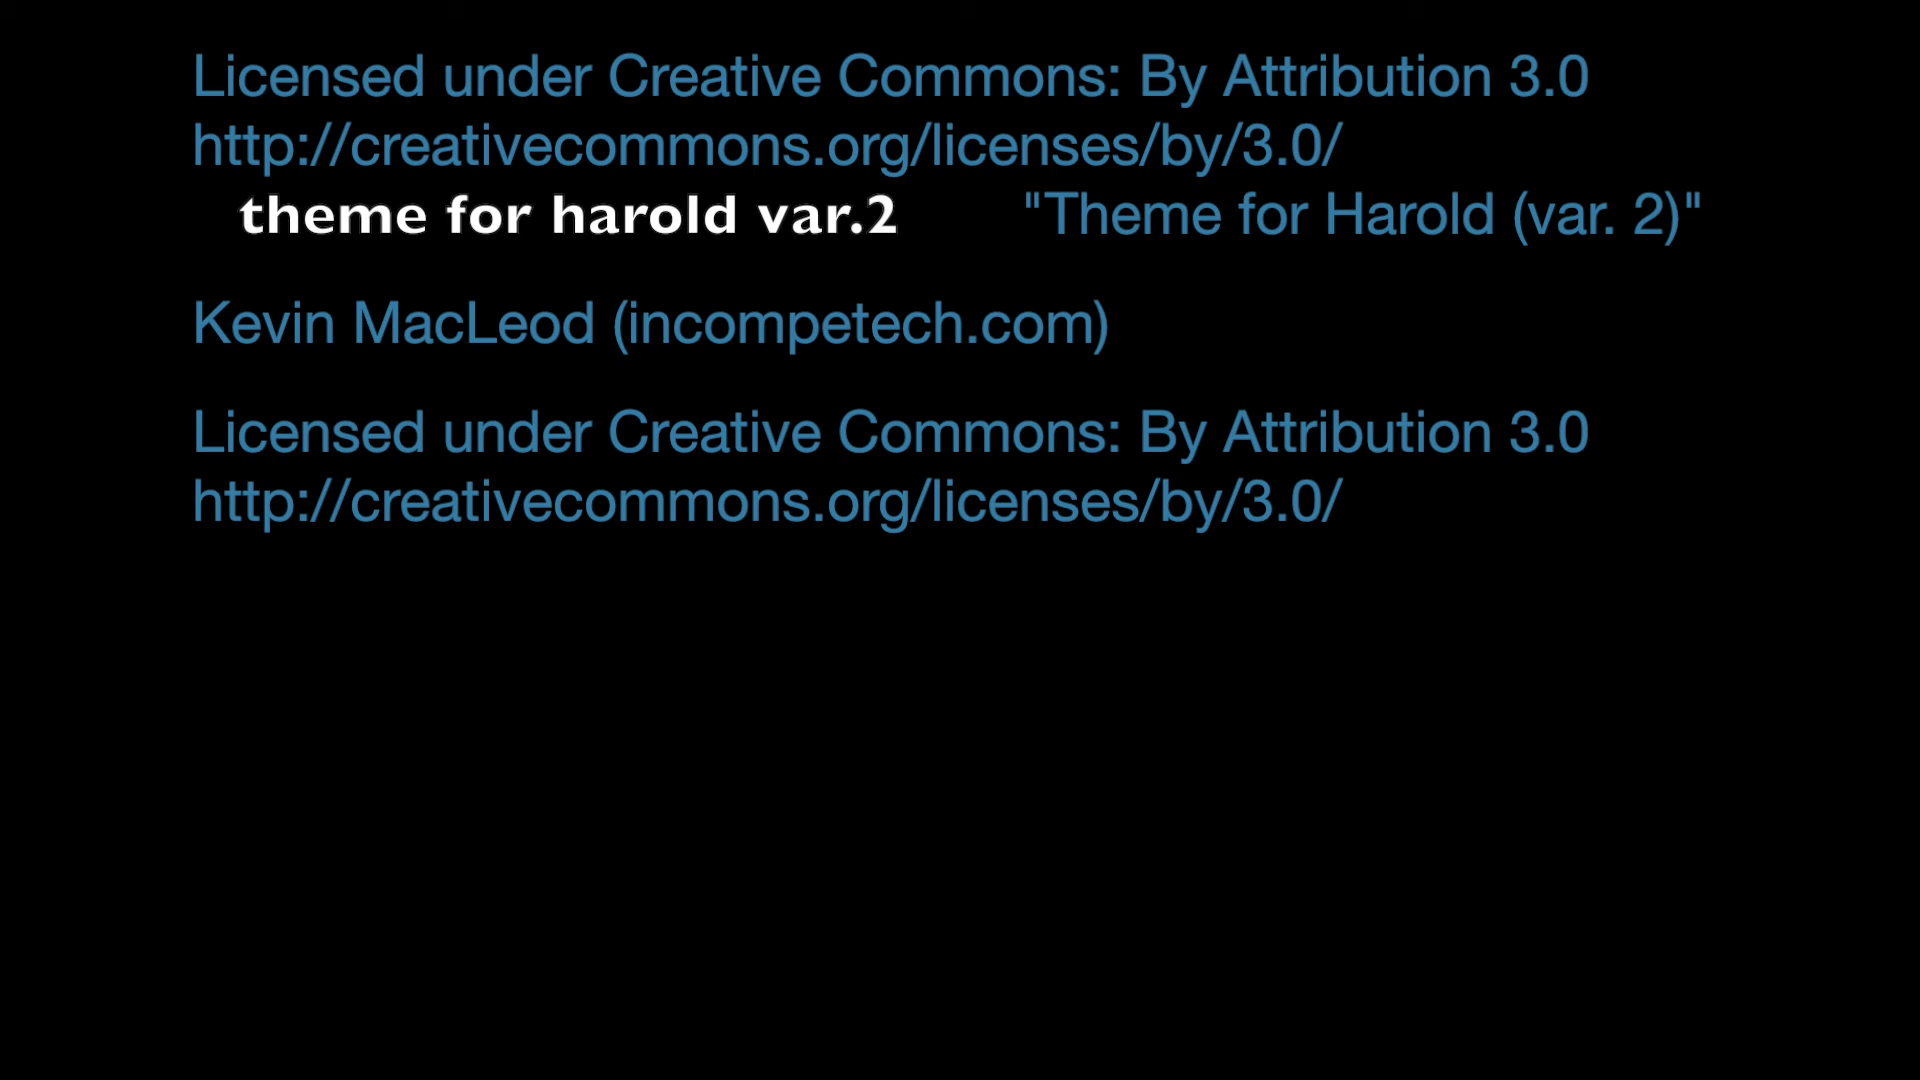 Licensed under Creative Commons: By Attribution 3.0
http://creativecommons.org/licenses/by/3.0/
theme for harold var.2 "Theme for Harold (var. 2)"
Kevin MacLeod (incompetech.com)
Licensed under Creative Commons: By Attribution 3.0
http://creativecommons.org/licenses/by/3.0/